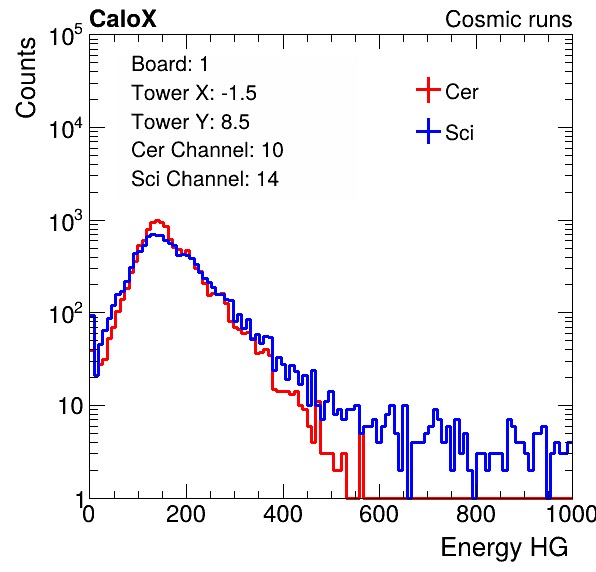 CaloX Cosmic runs
Counts
10^5
10^4
10^3
10^2
10
1
Board: 1
Tower X: -1.5
Tower Y: 8.5
Cer Channel: 10
Sci Channel: 14
Cer
Sci
0 200 400 600 800 1000
Energy HG